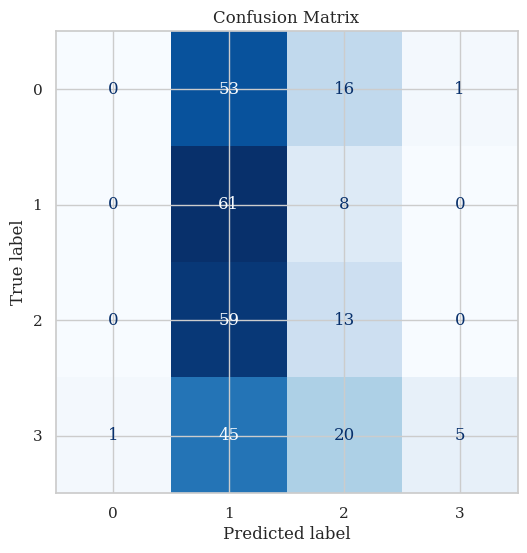 Confusion Matrix
0 0 53 16 1
1 0 61 8 0
2 0 59 13 0
3 1 45 20 5
0 1 2 3
True label
Predicted label